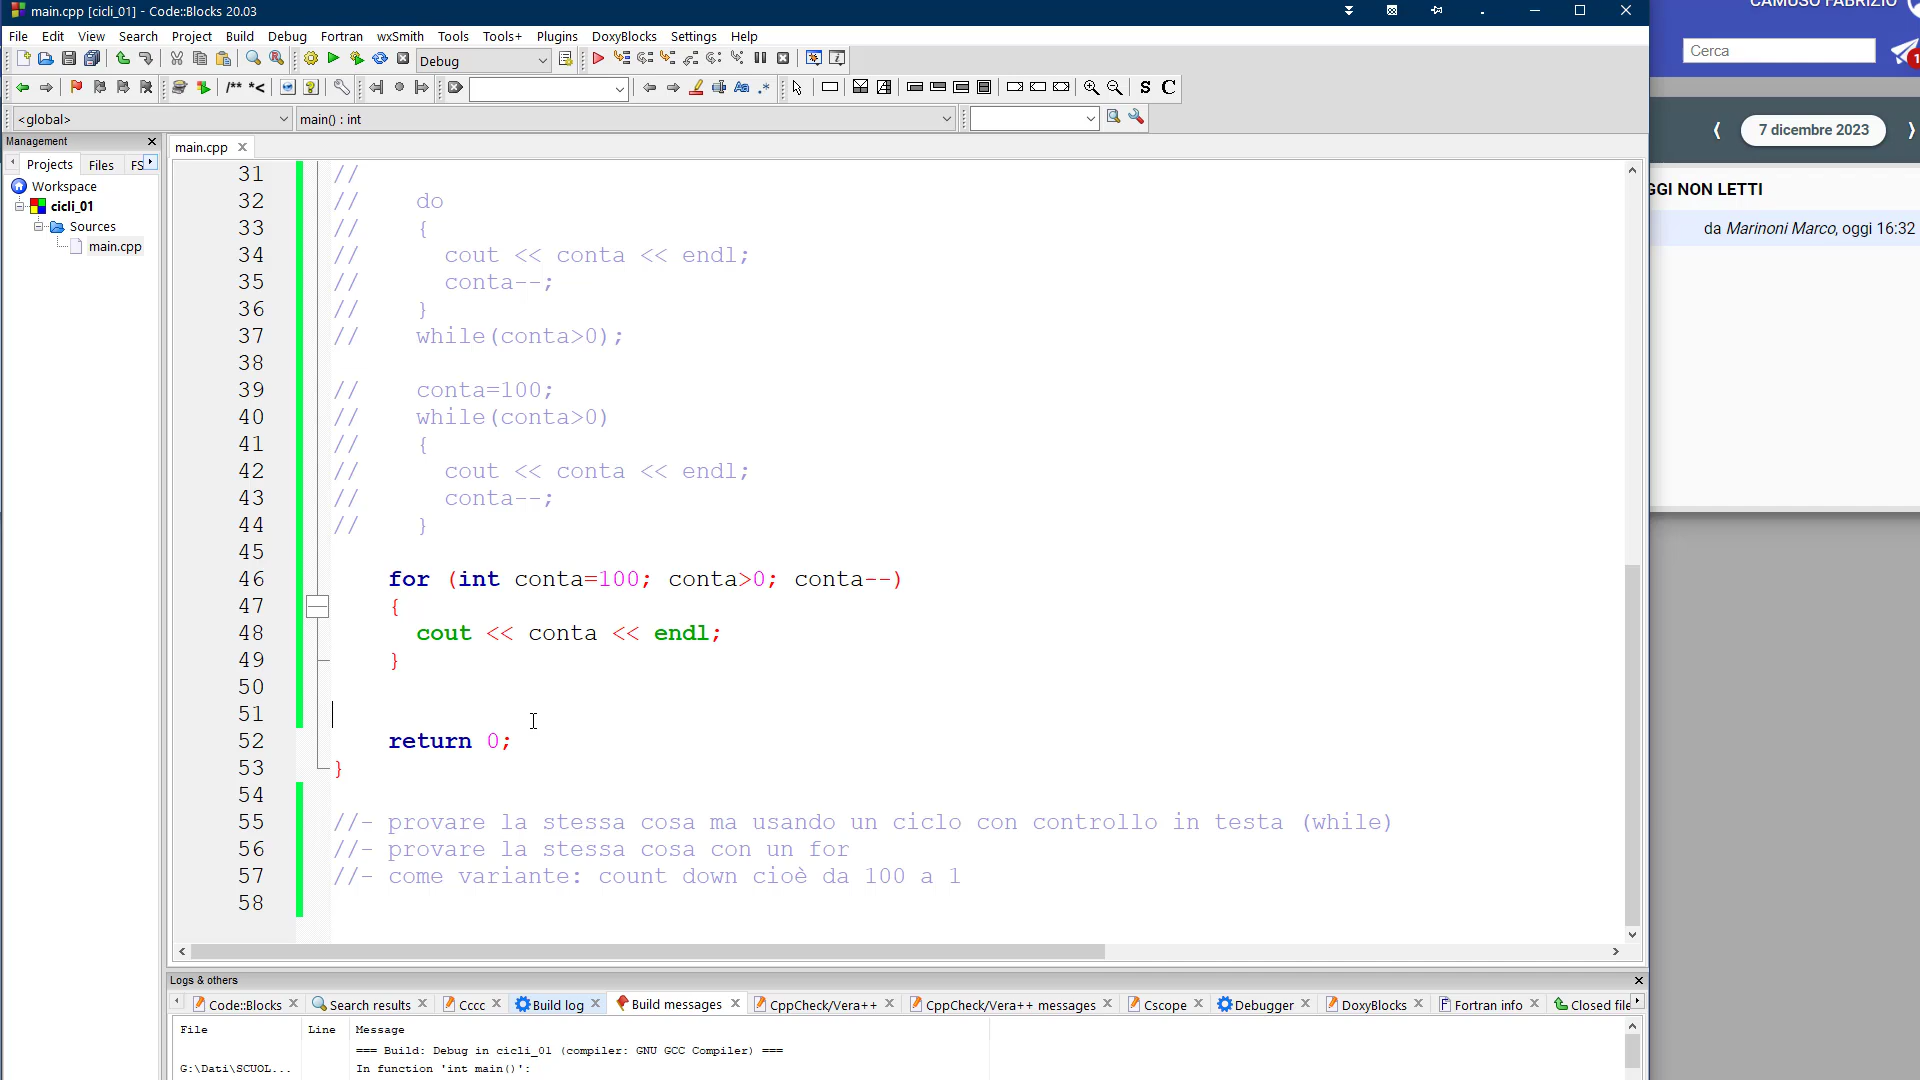 main.cpp [cicli_01] - Code::Blocks 20.03
File Edit View Search Project Build Debug Fortran wxSmith Tools Tools+ Plugins DoxyBlocks Settings Help
Debug
/** *<
S C
<global> main() : int
Management
Projects Files FS
Workspace
cicli_01
Sources
main.cpp
main.cpp
31 //
32 // do
33 // {
34 // cout << conta << endl;
35 // conta--;
36 // }
37 // while(conta>0);
38
39 // conta=100;
40 // while(conta>0)
41 // {
42 // cout << conta << endl;
43 // conta--;
44 // }
45
46 for (int conta=100; conta>0; conta--)
47 {
48 cout << conta << endl;
49 }
50
51
52 return 0;
53 }
54
55 //- provare la stessa cosa ma usando un ciclo con controllo in testa (while)
56 //- provare la stessa cosa con un for
57 //- come variante: count down cioè da 100 a 1
58
Logs & others
Code::Blocks Search results Cccc Build log Build messages CppCheck/Vera++ CppCheck/Vera++ messages Cscope Debugger DoxyBlocks Fortran info Closed file
File Line Message
=== Build: Debug in cicli_01 (compiler: GNU GCC Compiler) ===
G:\Dati\SCUOL... In function 'int main()':
CAMUSO FABRIZIO
Cerca
1
7 dicembre 2023
GGI NON LETTI
da Marinoni Marco, oggi 16:32